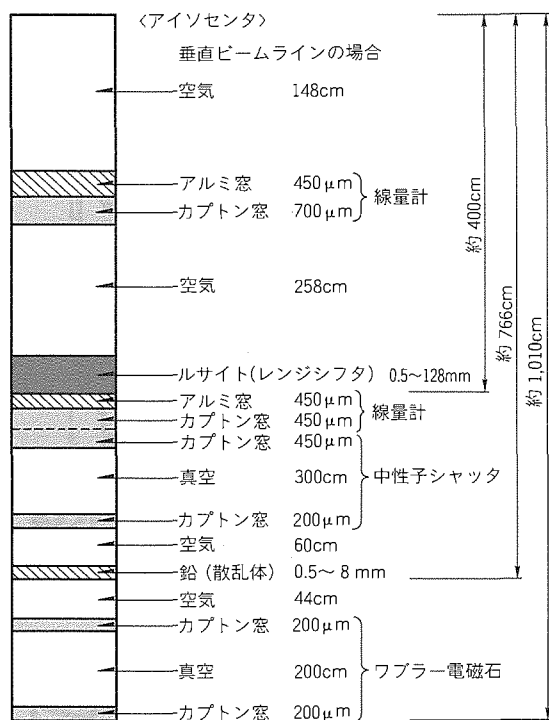 〈アイソセンタ〉
垂直ビームラインの場合
空気 148cm
アルミ窓 450μm
カプトン窓 700μm
線量計
空気 258cm
ルサイト(レンジシフタ) 0.5～128mm
アルミ窓 450μm
カプトン窓 450μm
線量計
カプトン窓 450μm
真空 300cm
中性子シャッタ
カプトン窓 200μm
空気 60cm
鉛(散乱体) 0.5～8mm
空気 44cm
カプトン窓 200μm
真空 200cm
ワブラー電磁石
カプトン窓 200μm
約400cm
約766cm
約1,010cm